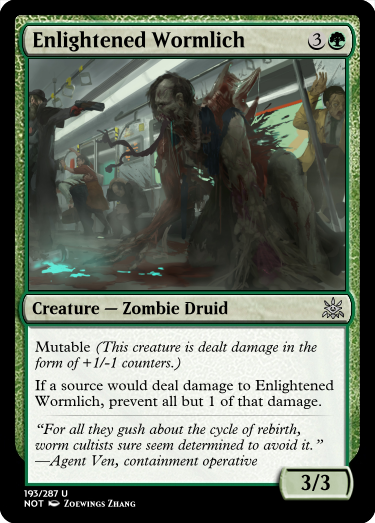 Enlightened Wormlich 3
Creature — Zombie Druid
Mutable (This creature is dealt damage in the
form of +1/-1 counters.)
If a source would deal damage to Enlightened
Wormlich, prevent all but 1 of that damage.
“For all they gush about the cycle of rebirth,
worm cultists sure seem determined to avoid it.”
—Agent Ven, containment operative
3/3
193/287 U
NOT Zoewings Zhang